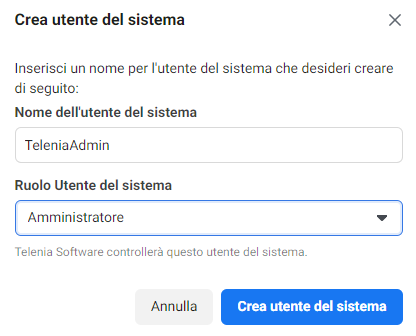 Crea utente del sistema
Inserisci un nome per l'utente del sistema che desideri creare
di seguito:
Nome dell'utente del sistema
TeleniaAdmin
Ruolo Utente del sistema
Amministratore
Telenia Software controllerà questo utente del sistema.
Annulla
Crea utente del sistema